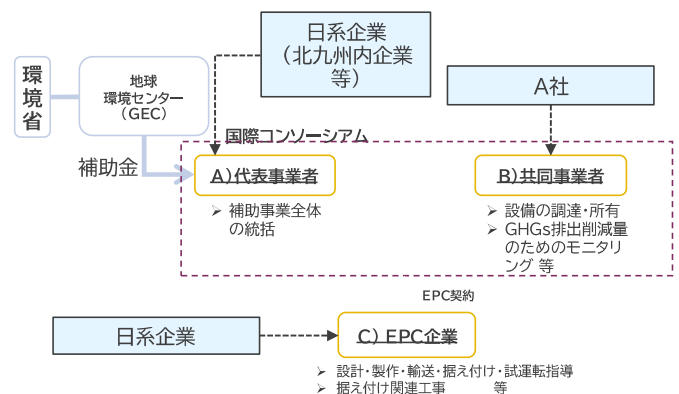 日系企業
（北九州内企業
等）
環
境
省
地球
環境センター
（GEC）
A社
国際コンソーシアム
補助金
A）代表事業者
B）共同事業者
➢ 補助事業全体
の統括
➢ 設備の調達・所有
➢ GHGs排出削減量
のためのモニタリ
ング 等
EPC契約
日系企業
C） EPC企業
➢ 設計・製作・輸送・据え付け・試運転指導
➢ 据え付け関連工事 等